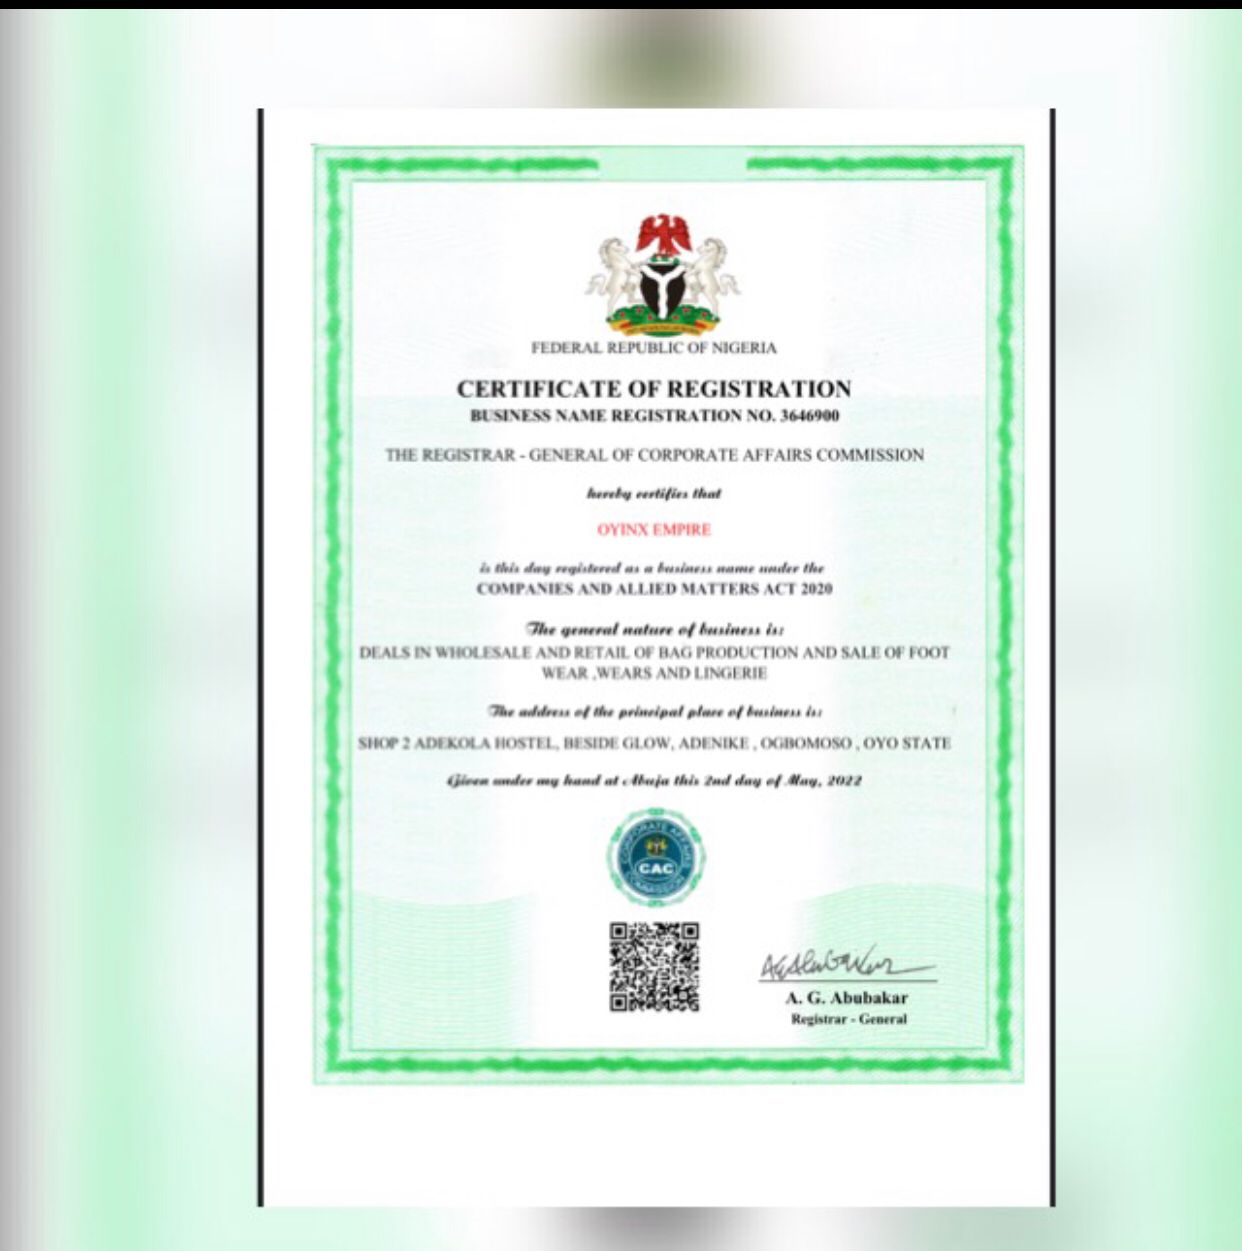 FEDERAL REPUBLIC OF NIGERIA
CERTIFICATE OF REGISTRATION
BUSINESS NAME REGISTRATION NO. 3646900
THE REGISTRAR - GENERAL OF CORPORATE AFFAIRS COMMISSION
hereby certifies that
OYINX EMPIRE
is this day registered as a business name under the
COMPANIES AND ALLIED MATTERS ACT 2020
The general nature of business is:
DEALS IN WHOLESALE AND RETAIL OF BAG PRODUCTION AND SALE OF FOOT
WEAR ,WEARS AND LINGERIE
The address of the principal place of business is:
SHOP 2 ADEKOLA HOSTEL, BESIDE GLOW, ADENIKE , OGBOMOSO , OYO STATE
Given under my hand at Abuja this 2nd day of May, 2022
CORPORATE AFFAIRS
CAC
COMMISSION
A. G. Abubakar
Registrar - General